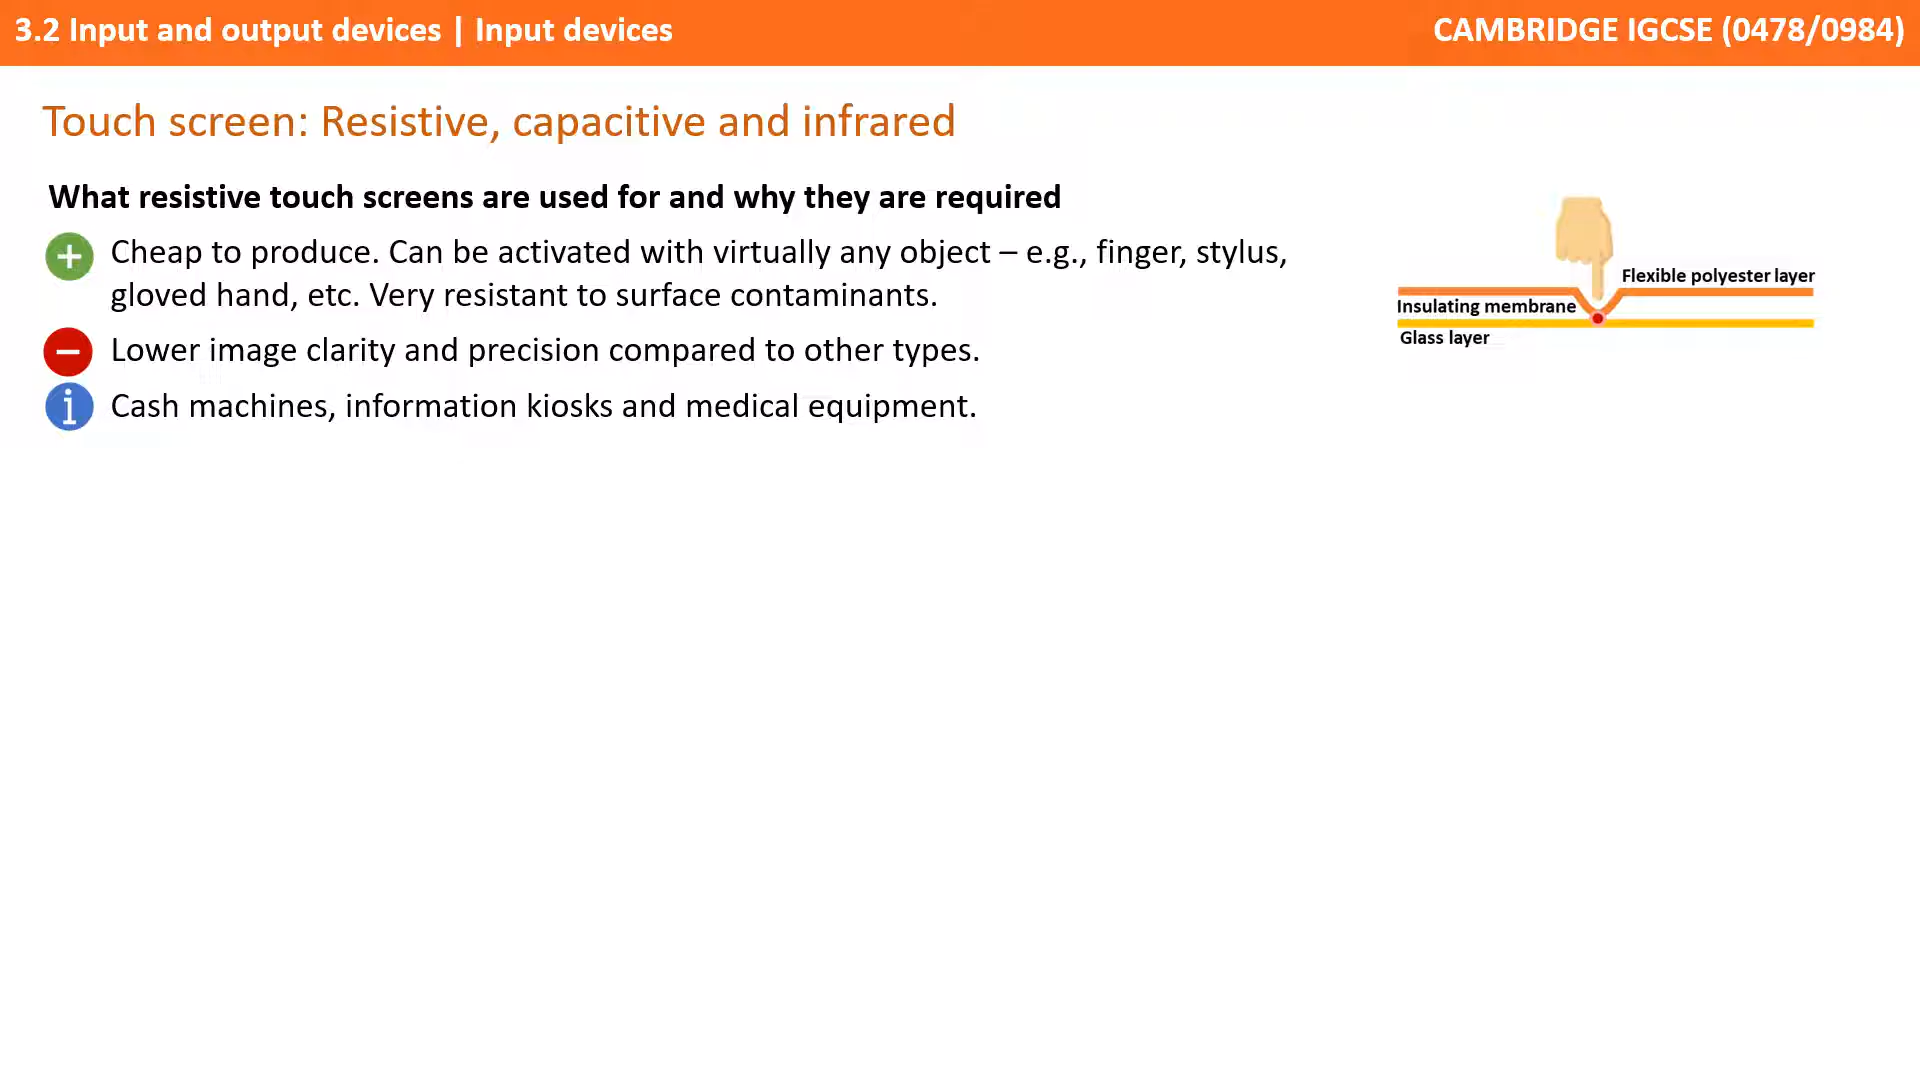 3.2 Input and output devices | Input devices
CAMBRIDGE IGCSE (0478/0984)
Touch screen: Resistive, capacitive and infrared
What resistive touch screens are used for and why they are required
Cheap to produce. Can be activated with virtually any object – e.g., finger, stylus,
gloved hand, etc. Very resistant to surface contaminants.
Lower image clarity and precision compared to other types.
Cash machines, information kiosks and medical equipment.
Flexible polyester layer
Insulating membrane
Glass layer